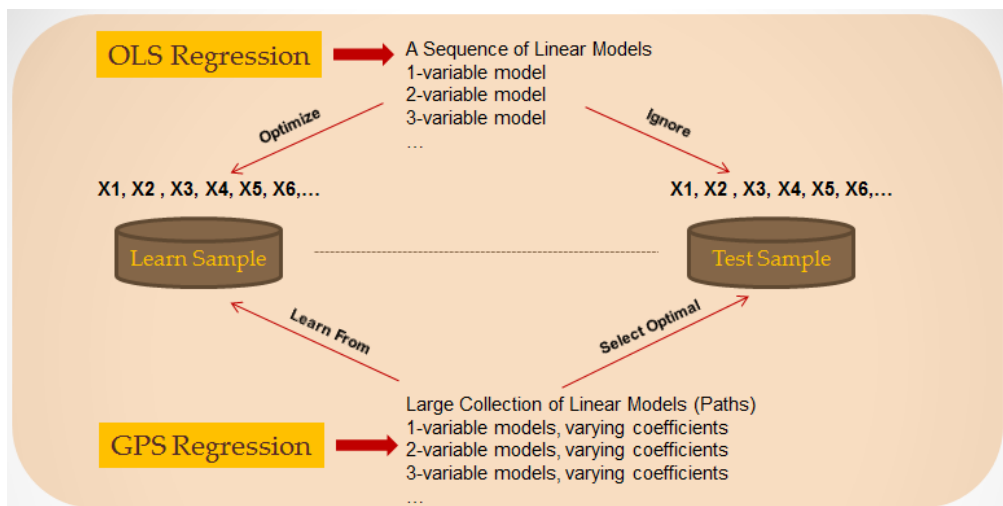 OLS Regression
A Sequence of Linear Models
1-variable model
2-variable model
3-variable model
…
Optimize
Ignore
X1, X2 , X3, X4, X5, X6,…
X1, X2 , X3, X4, X5, X6,…
Learn Sample
Test Sample
Learn From
Select Optimal
GPS Regression
Large Collection of Linear Models (Paths)
1-variable models, varying coefficients
2-variable models, varying coefficients
3-variable models, varying coefficients
…